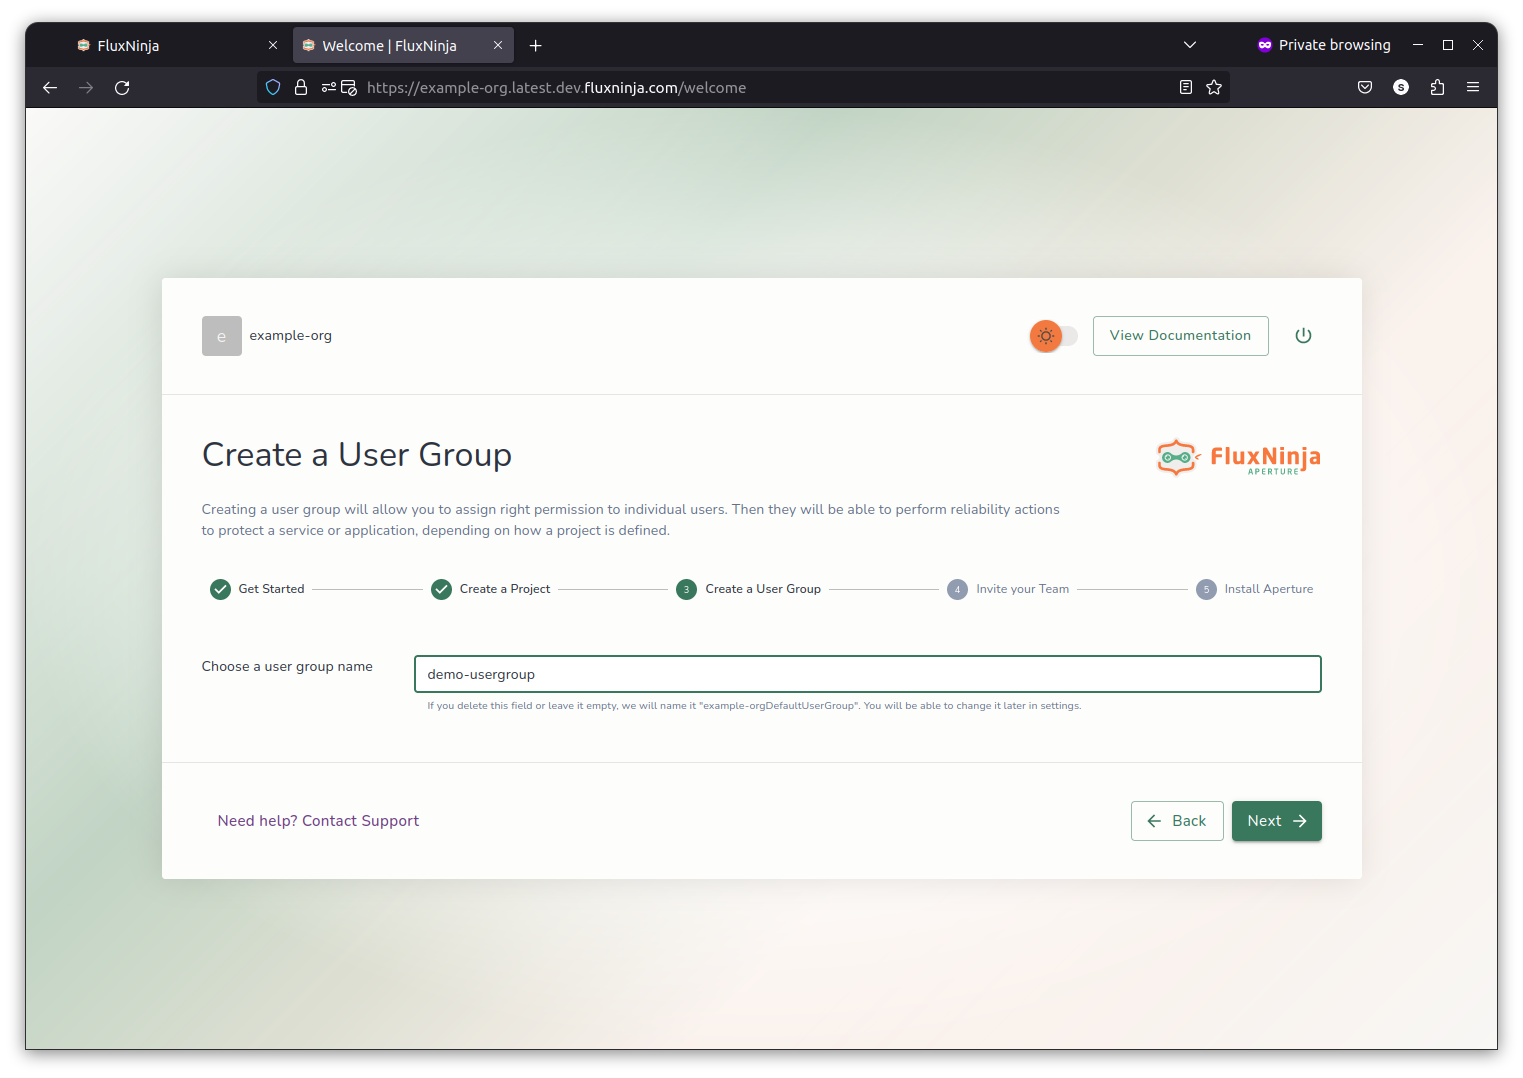 FluxNinja
Welcome | FluxNinja
Private browsing
https://example-org.latest.dev.fluxninja.com/welcome
S
e
example-org
View Documentation
Create a User Group
FluxNinja
APERTURE
Creating a user group will allow you to assign right permission to individual users. Then they will be able to perform reliability actions
to protect a service or application, depending on how a project is defined.
Get Started
Create a Project
3 Create a User Group
4 Invite your Team
5 Install Aperture
Choose a user group name
demo-usergroup
If you delete this field or leave it empty, we will name it "example-orgDefaultUserGroup". You will be able to change it later in settings.
Need help? Contact Support
Back
Next